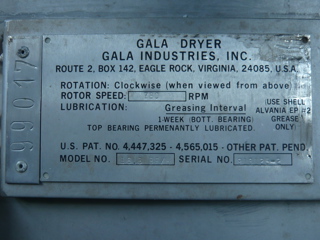 GALA DRYER
GALA INDUSTRIES, INC.
ROUTE 2, BOX 142, EAGLE ROCK, VIRGINIA, 24085, U.S.A.
ROTATION: Clockwise (when viewed from above)
ROTOR SPEED: RPM
LUBRICATION: Greasing Interval
1-WEEK (BOTT. BEARING)
TOP BEARING PERMENANTLY LUBRICATED.
(USE SHELL
ALVANIA EP #2
GREASE
ONLY)
U.S. PAT. NO. 4,447,325 - 4,565,015 - OTHER PAT. PEND.
MODEL NO. SERIAL NO.